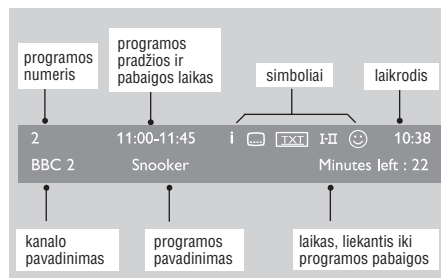 programos
numeris
programos
pradžios ir
pabaigos laikas
simboliai
laikrodis
2 11:00-11:45 i .... TXT I-II 10:38
BBC 2 Snooker Minutes left : 22
kanalo
pavadinimas
programos
pavadinimas
laikas, liekantis iki
programos pabaigos